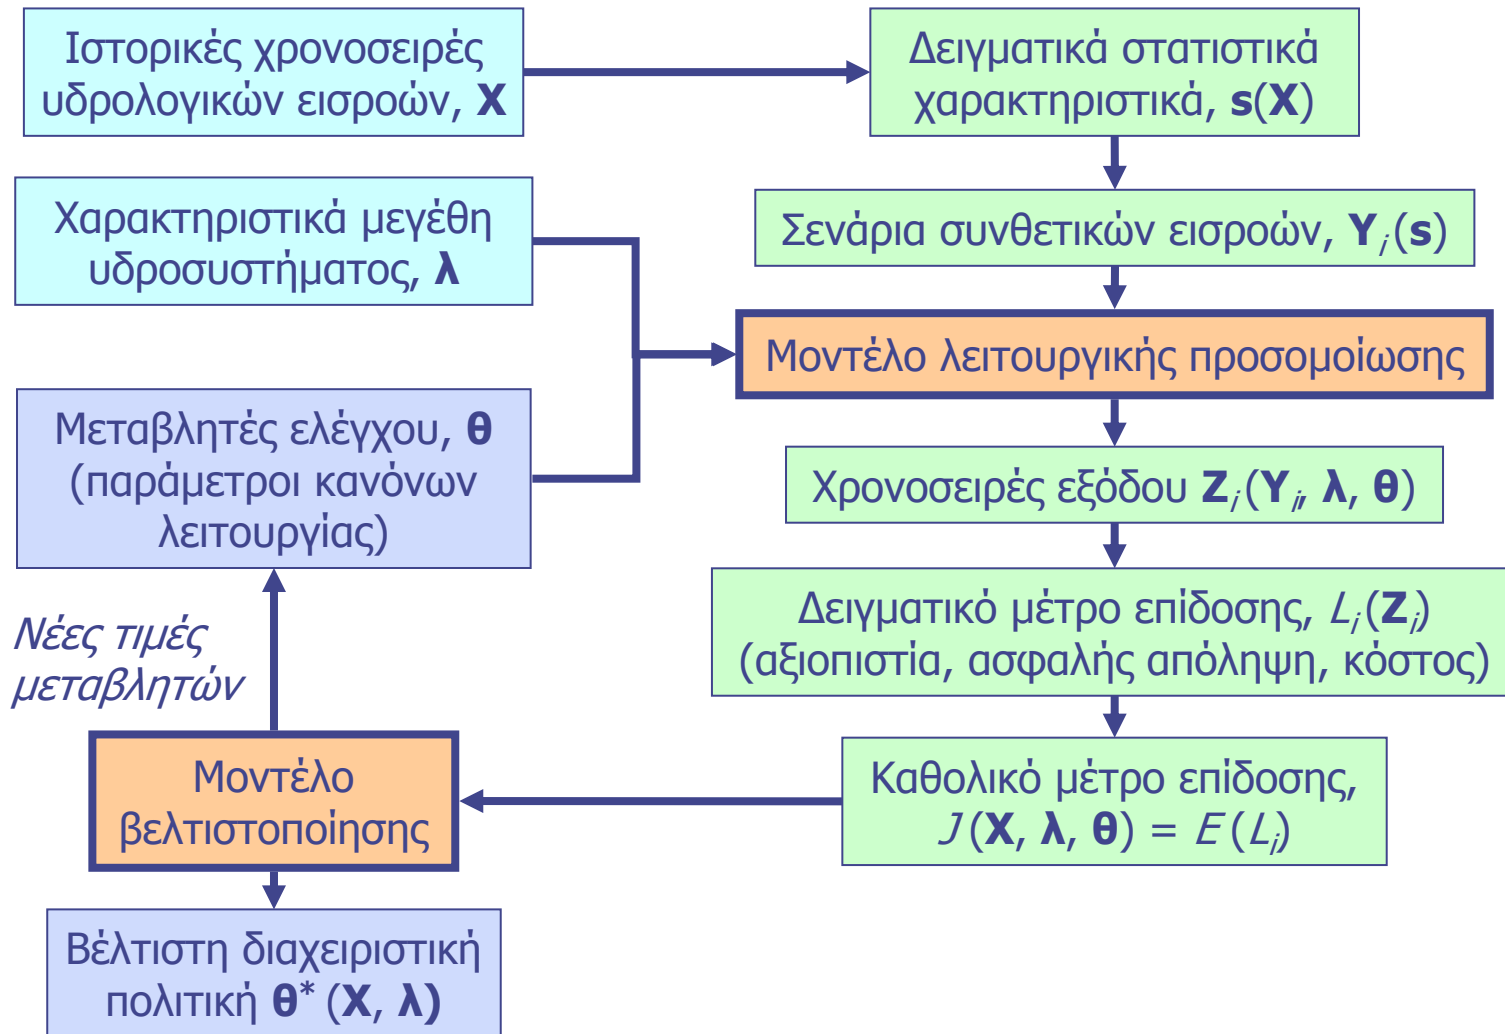 Ιστορικές χρονοσειρές
υδρολογικών εισροών, X
Δειγματικά στατιστικά
χαρακτηριστικά, s(X)
Χαρακτηριστικά μεγέθη
υδροσυστήματος, λ
Σενάρια συνθετικών εισροών, Yi(s)
Μοντέλο λειτουργικής προσομοίωσης
Μεταβλητές ελέγχου, θ
(παράμετροι κανόνων
λειτουργίας)
Χρονοσειρές εξόδου Zi(Yi, λ, θ)
Δειγματικό μέτρο επίδοσης, Li(Zi)
(αξιοπιστία, ασφαλής απόληψη, κόστος)
Νέες τιμές
μεταβλητών
Μοντέλο
βελτιστοποίησης
Καθολικό μέτρο επίδοσης,
J(X, λ, θ) = E(Li)
Βέλτιστη διαχειριστική
πολιτική θ* (X, λ)